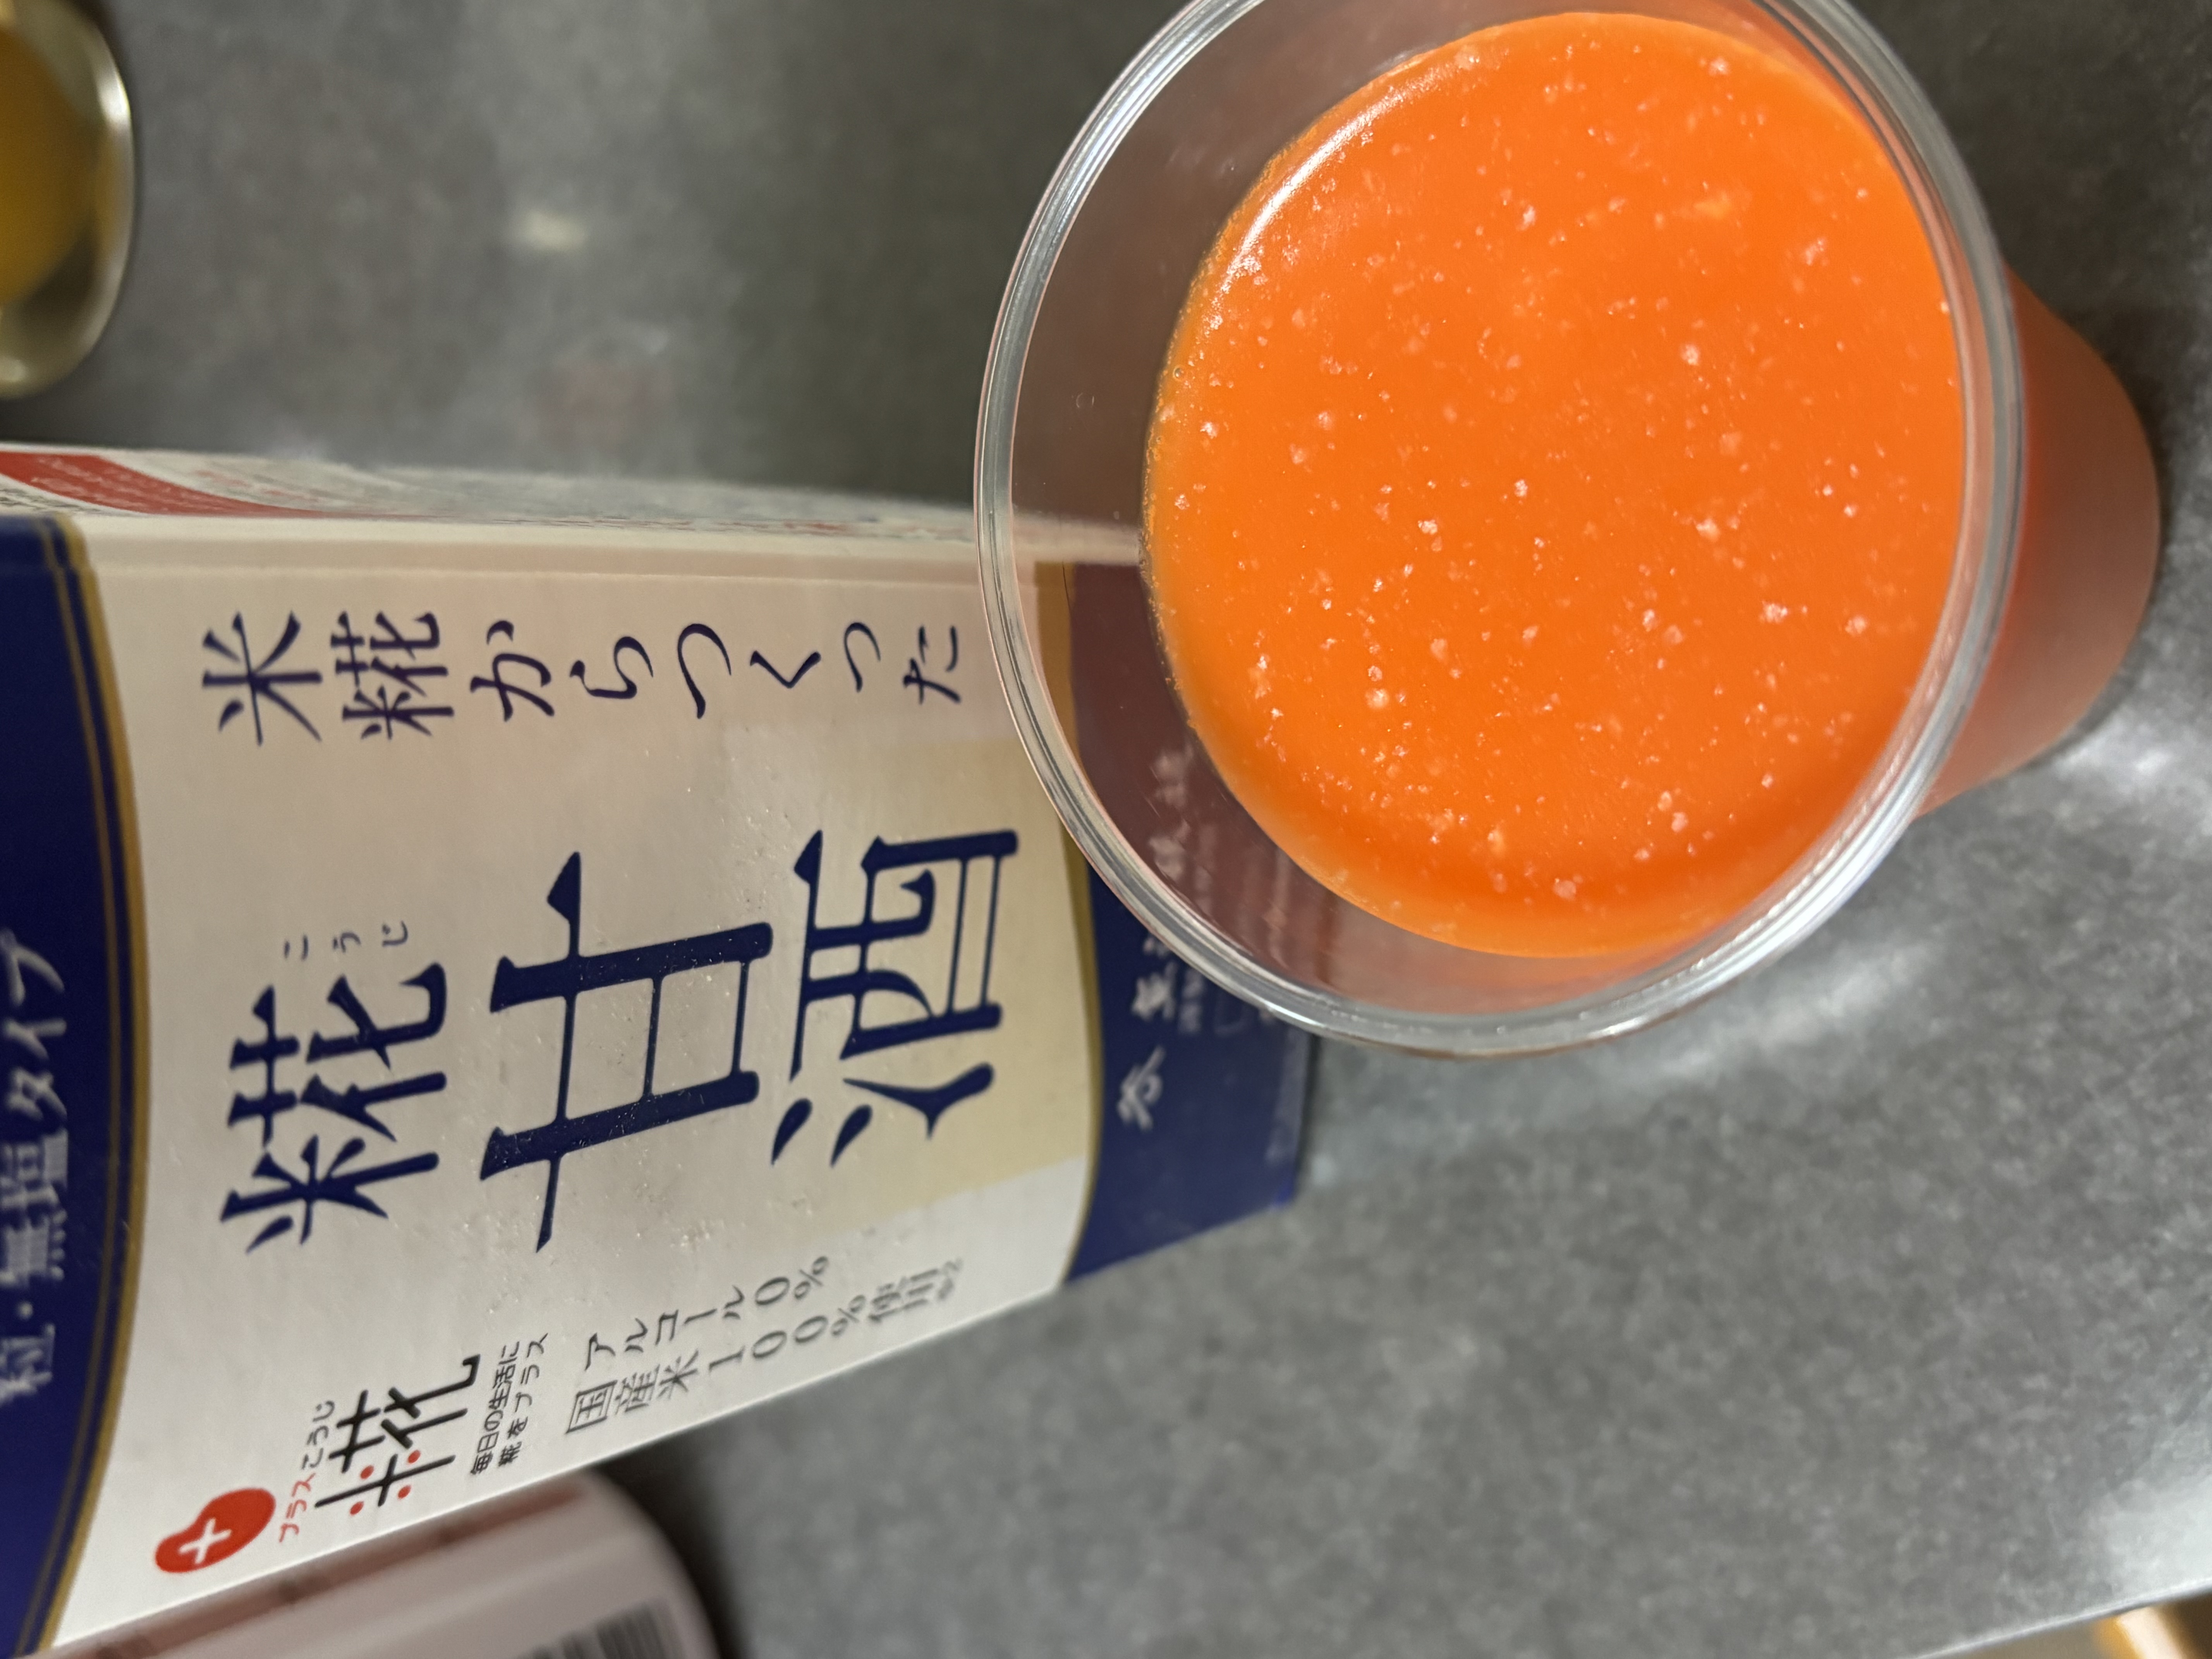 粒・無塩タイプ
米糀からつくった
こうじ
糀甘酒
プラスこうじ
糀
毎日の生活に
糀をプラス
アルコール0%
国産米100%使用